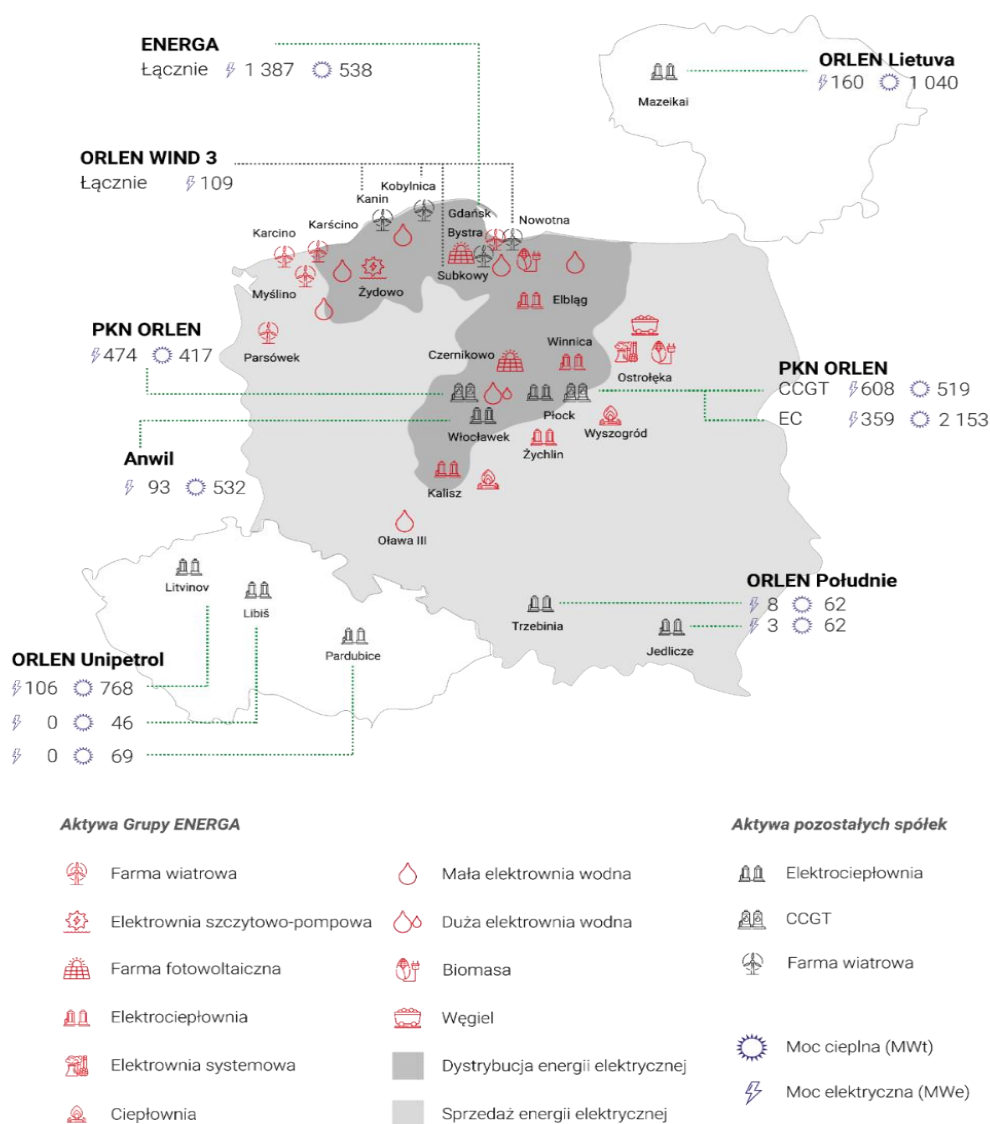 ENERGA
Łącznie 1 387 538
ORLEN Lietuva
160 1 040
Mazeikai
ORLEN WIND 3
Łącznie 109
Kobylnica
Kanin
Gdańsk
Nowotna
Karścino
Bystra
Karcino
Subkowy
Myślino
Żydowo
Elbląg
PKN ORLEN
474 417
Parsówek
Winnica
Czernikowo
Ostrołęka
PKN ORLEN
CCGT 608 519
EC 359 2 153
Płock
Wyszogród
Włocławek
Żychlin
Anwil
93 532
Kalisz
Oława III
Litvinov
Libiš
Pardubice
ORLEN Południe
8 62
3 62
Trzebinia
Jedlicze
ORLEN Unipetrol
106 768
0 46
0 69
Aktywa Grupy ENERGA
Aktywa pozostałych spółek
Farma wiatrowa
Mała elektrownia wodna
Elektrociepłownia
Elektrownia szczytowo-pompowa
Duża elektrownia wodna
CCGT
Farma fotowoltaiczna
Biomasa
Farma wiatrowa
Elektrociepłownia
Węgiel
Moc cieplna (MWt)
Elektrownia systemowa
Dystrybucja energii elektrycznej
Moc elektryczna (MWe)
Ciepłownia
Sprzedaż energii elektrycznej